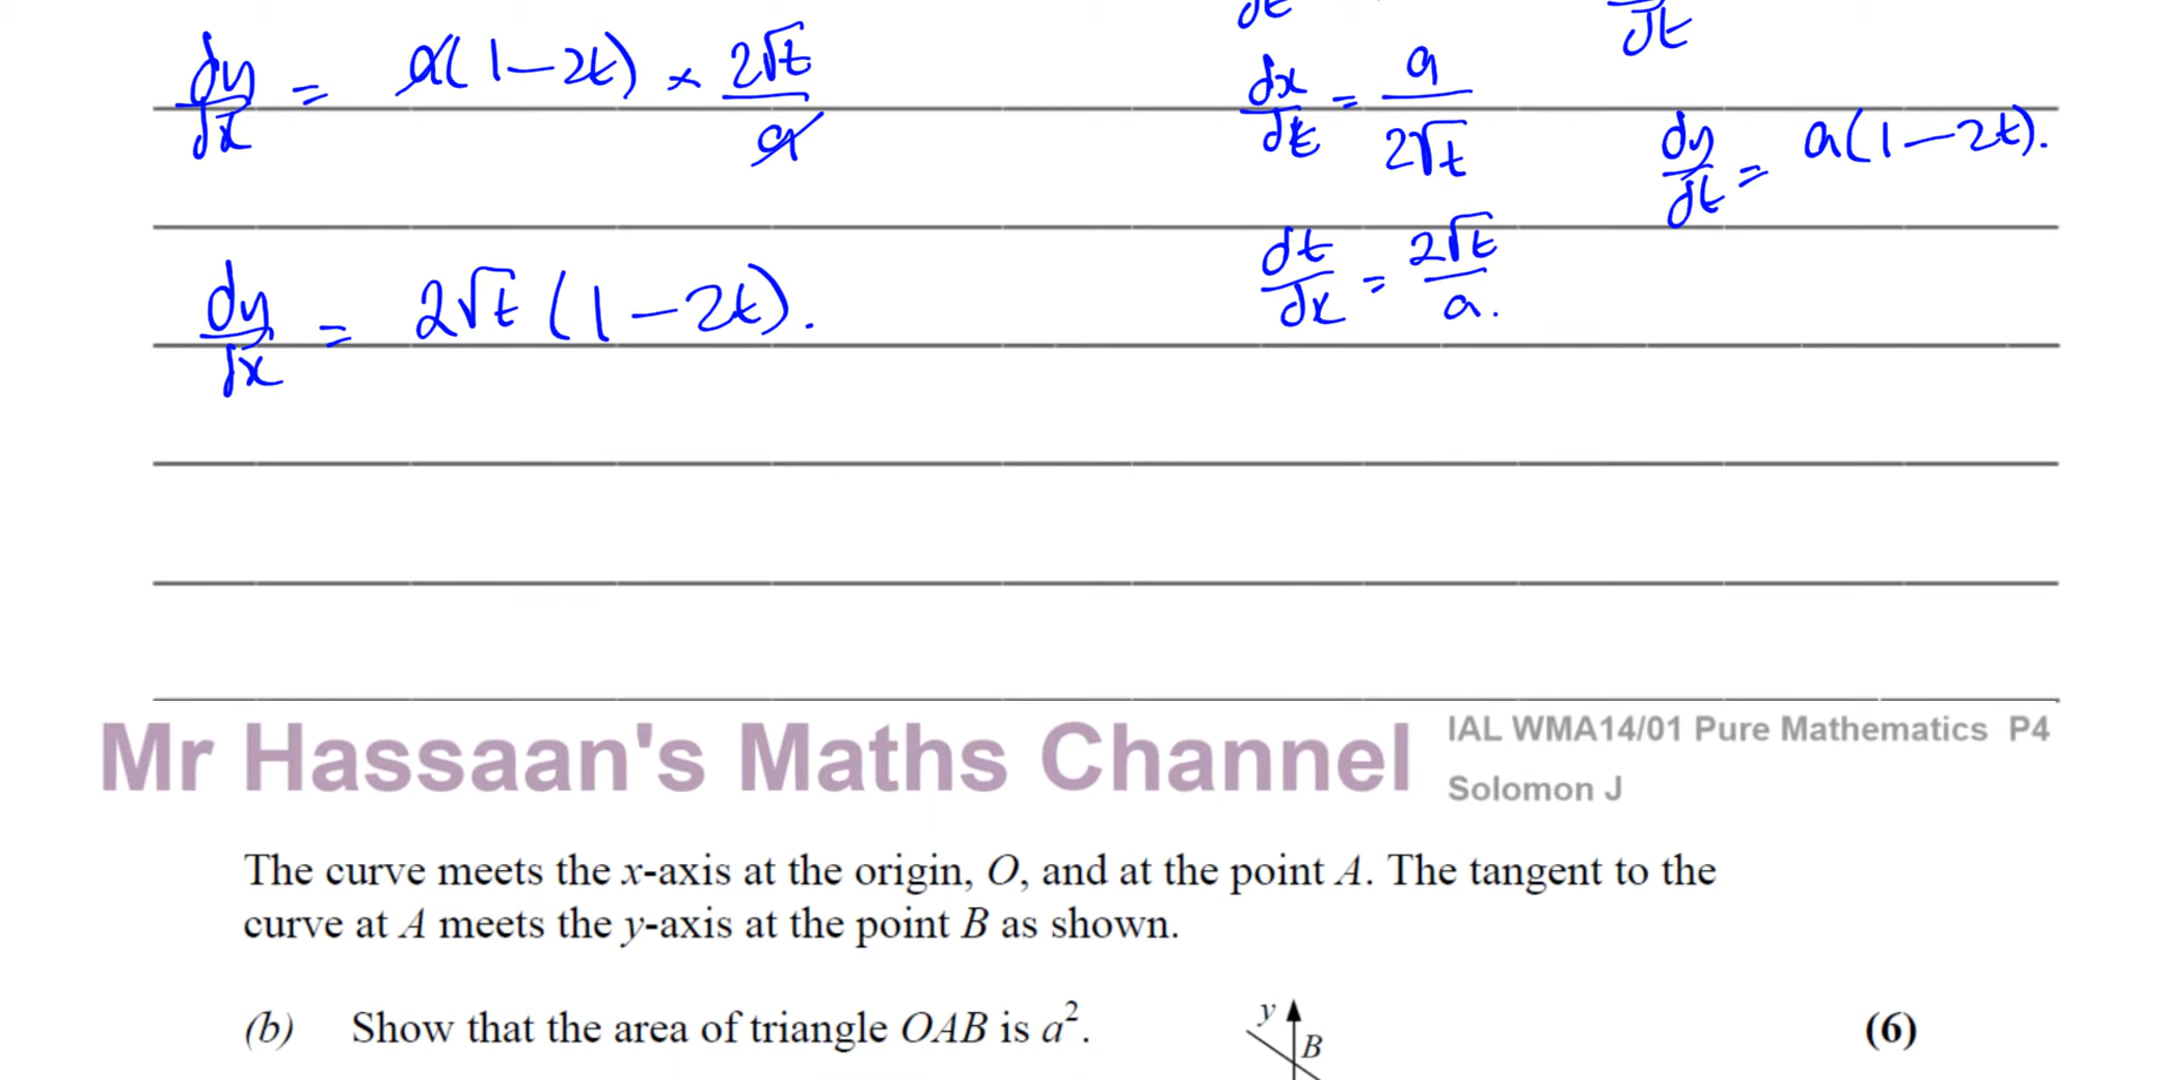 dt
dt
dy/dx = a(1-2t) × 2√t/a
dx/dt = a/2√t
dy/dt = a(1-2t).
dt/dx = 2√t/a.
dy/dx = 2√t(1-2t).
Mr Hassaan's Maths Channel
IAL WMA14/01 Pure Mathematics P4
Solomon J
The curve meets the x-axis at the origin, O, and at the point A. The tangent to the
curve at A meets the y-axis at the point B as shown.
(b) Show that the area of triangle OAB is a². (6)
y
B